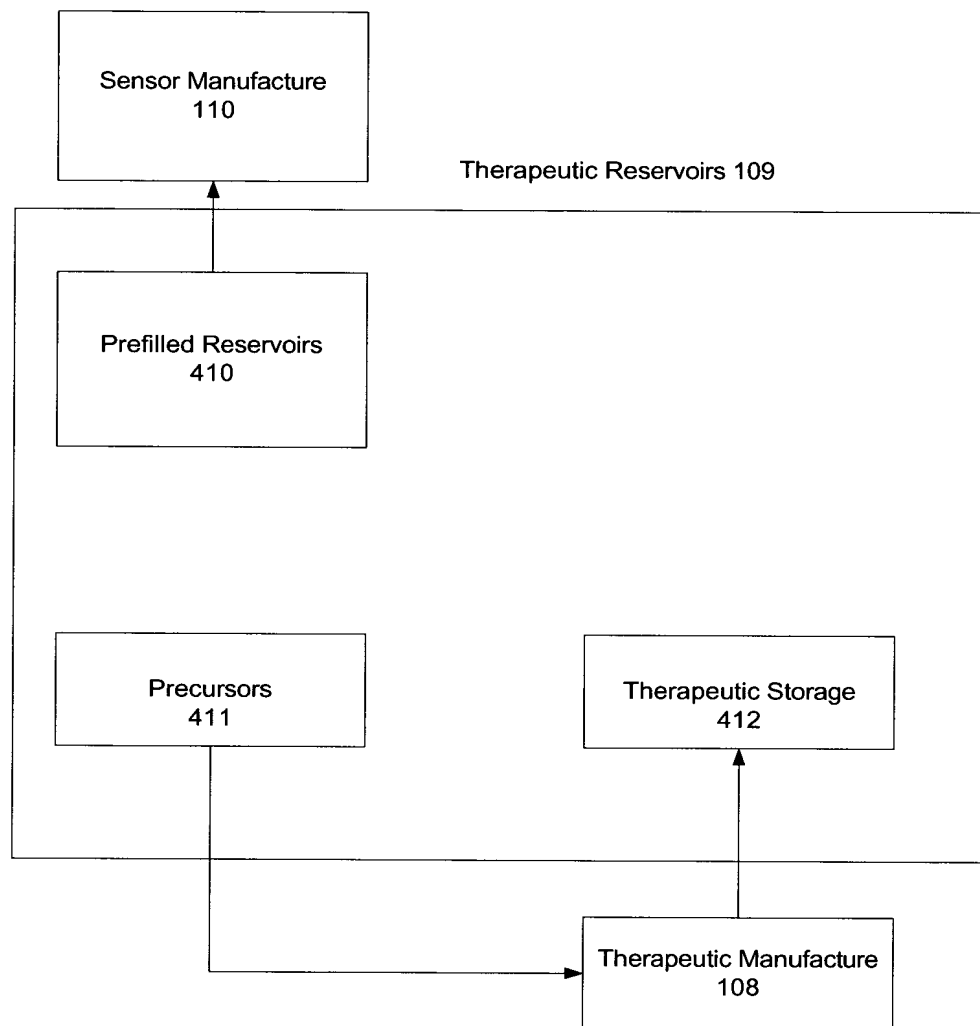 Sensor Manufacture
110
Therapeutic Reservoirs 109
Prefilled Reservoirs
410
Precursors
411
Therapeutic Storage
412
Therapeutic Manufacture
108